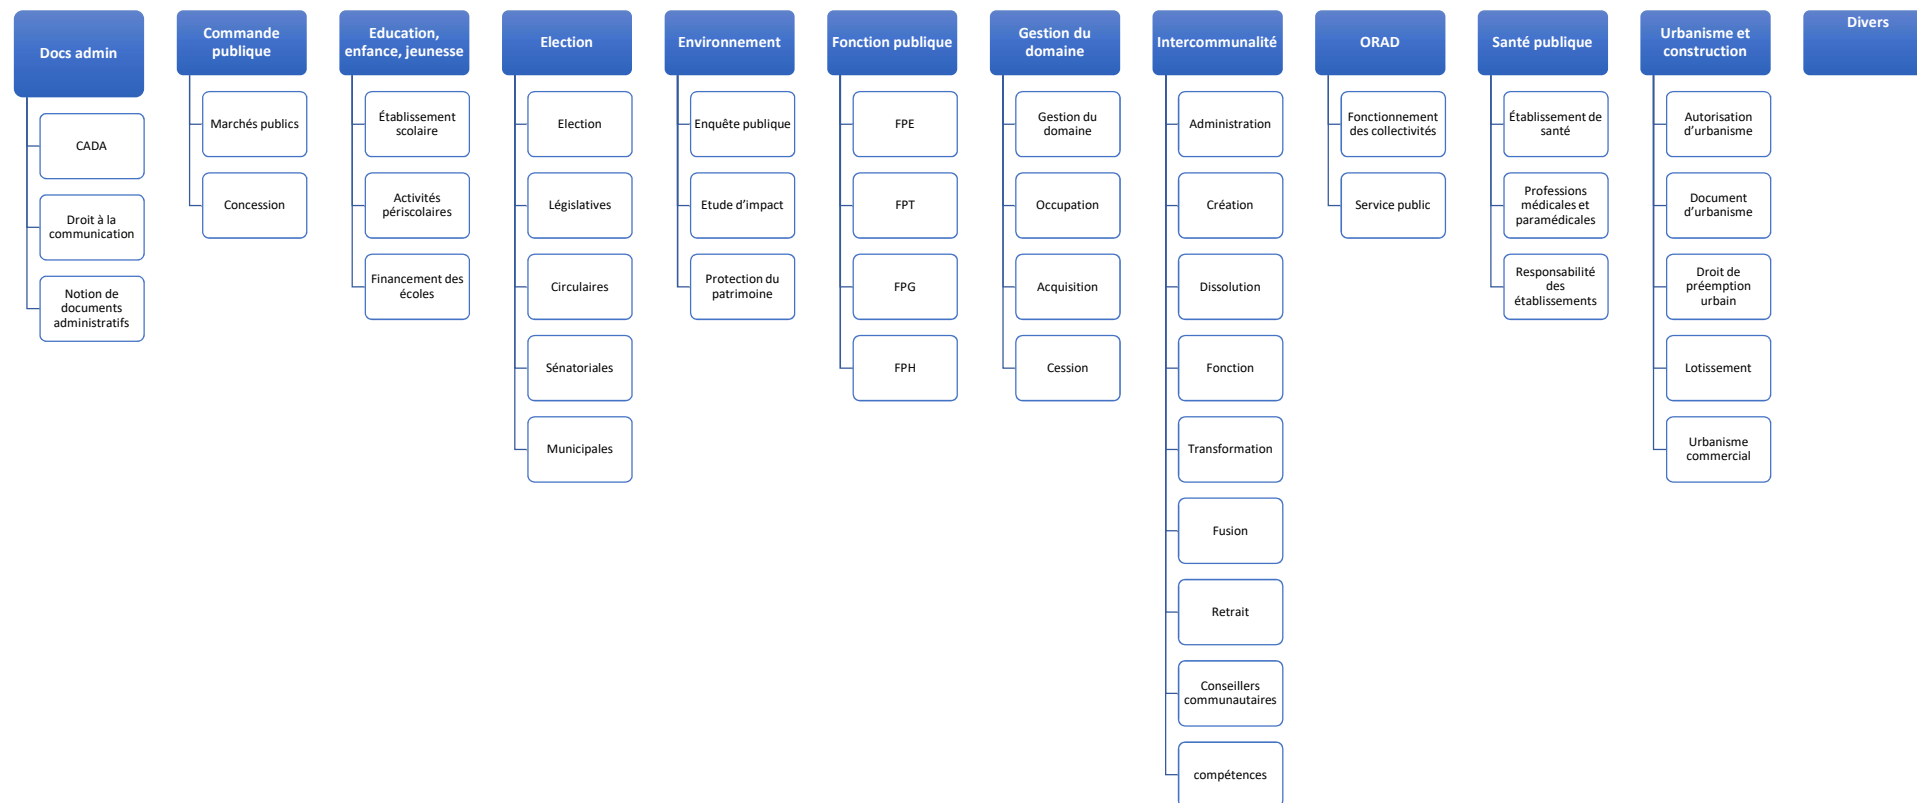 Docs admin
CADA
Droit à la
communication
Notion de
documents
administratifs
Commande
publique
Marchés publics
Concession
Education,
enfance, jeunesse
Établissement
scolaire
Activités
périscolaires
Financement des
écoles
Election
Election
Législatives
Circulaires
Sénatoriales
Municipales
Environnement
Enquête publique
Etude d’impact
Protection du
patrimoine
Fonction publique
FPE
FPT
FPG
FPH
Gestion du
domaine
Gestion du
domaine
Occupation
Acquisition
Cession
Intercommunalité
Administration
Création
Dissolution
Fonction
Transformation
Fusion
Retrait
Conseillers
communautaires
compétences
ORAD
Fonctionnement
des collectivités
Service public
Santé publique
Établissement de
santé
Professions
médicales et
paramédicales
Responsabilité
des
établissements
Urbanisme et
construction
Autorisation
d’urbanisme
Document
d’urbanisme
Droit de
préemption
urbain
Lotissement
Urbanisme
commercial
Divers